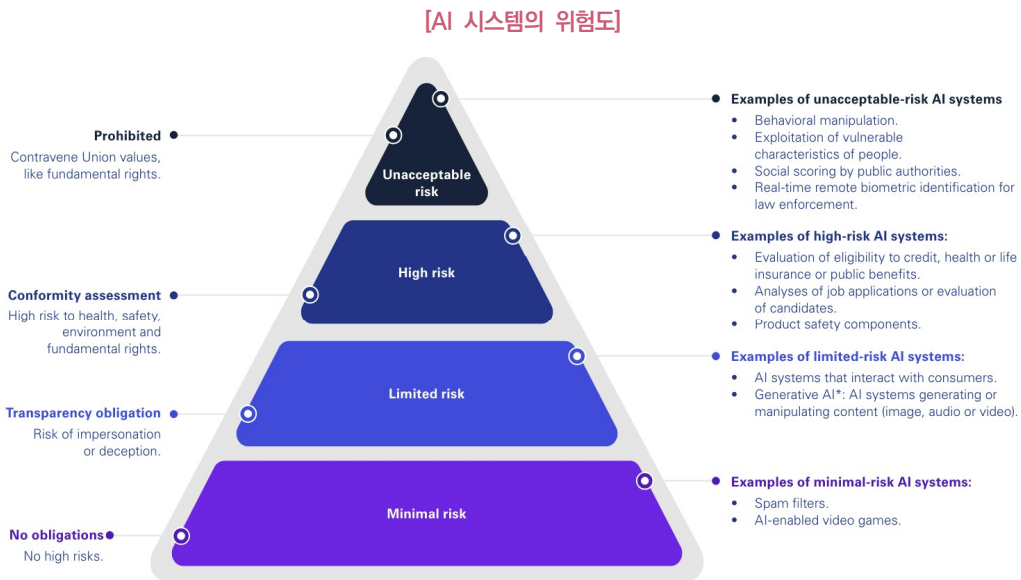 [AI 시스템의 위험도]
Prohibited
Contravene Union values,
like fundamental rights.
Unacceptable
risk
Examples of unacceptable-risk AI systems
• Behavioral manipulation.
• Exploitation of vulnerable
characteristics of people.
• Social scoring by public authorities.
• Real-time remote biometric identification for
law enforcement.
Conformity assessment
High risk to health, safety,
environment and
fundamental rights.
High risk
Examples of high-risk AI systems:
• Evaluation of eligibility to credit, health or life
insurance or public benefits.
• Analyses of job applications or evaluation
of candidates.
• Product safety components.
Transparency obligation
Risk of impersonation
or deception.
Limited risk
Examples of limited-risk AI systems:
• AI systems that interact with consumers.
• Generative AI*: AI systems generating or
manipulating content (image, audio or video).
No obligations
No high risks.
Minimal risk
Examples of minimal-risk AI systems:
• Spam filters.
• AI-enabled video games.